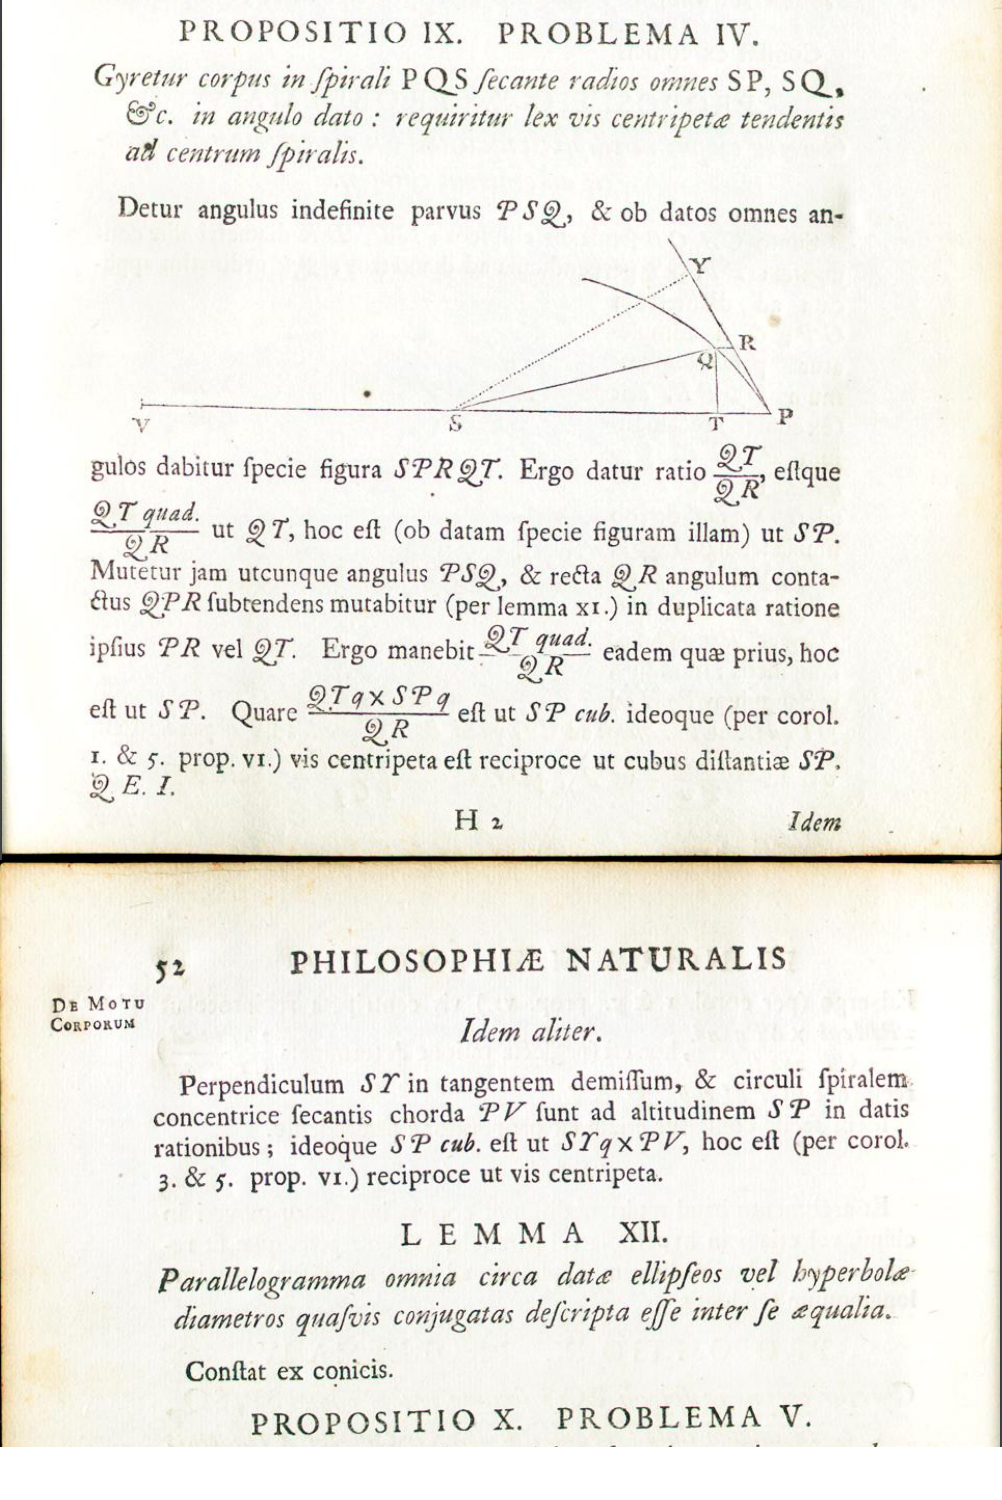 PROPOSITIO IX. PROBLEMA IV.
Gyretur corpus in ſpirali PQS ſecante radios omnes SP, SQ,
&c. in angulo dato: requiritur lex vis centripetæ tendentis
ad centrum ſpiralis.
Detur angulus indefinite parvus PSQ, & ob datos omnes an-
Y
R
Q
V S T P
gulos dabitur ſpecie figura SPRQT. Ergo datur ratio QT/QR, eſtque
QT quad./QR ut QT, hoc eſt (ob datam ſpecie figuram illam) ut SP.
Mutetur jam utcunque angulus PSQ, & recta QR angulum conta-
ctus QPR ſubtendens mutabitur (per lemma XI.) in duplicata ratione
ipſius PR vel QT. Ergo manebit QT quad./QR eadem quæ prius, hoc
eſt ut SP. Quare QTq×SPq/QR eſt ut SP cub. ideoque (per corol.
1. & 5. prop. VI.) vis centripeta eſt reciproce ut cubus diſtantiæ SP.
Q. E. I.
H 2 Idem
52 PHILOSOPHIÆ NATURALIS
DE MOTU
CORPORUM
Idem aliter.
Perpendiculum SY in tangentem demiſſum, & circuli ſpiralem
concentrice ſecantis chorda PV ſunt ad altitudinem SP in datis
rationibus; ideoque SP cub. eſt ut SYq×PV, hoc eſt (per corol.
3. & 5. prop. VI.) reciproce ut vis centripeta.
LEMMA XII.
Parallelogramma omnia circa datæ ellipſeos vel hyperbolæ
diametros quaſvis conjugatas deſcripta eſſe inter ſe æqualia.
Conſtat ex conicis.
PROPOSITIO X. PROBLEMA V.